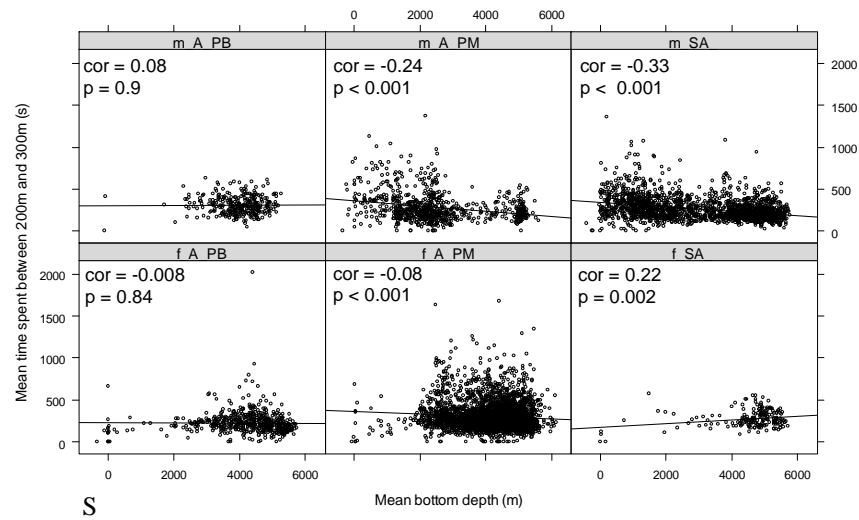 0 2000 4000 6000
m_A_PB m_A_PM m_SA
cor = 0.08 cor = -0.24 cor = -0.33
p = 0.9 p < 0.001 p < 0.001
2000
1500
1000
500
0
f_A_PB f_A_PM f_SA
cor = -0.008 cor = -0.08 cor = 0.22
p = 0.84 p < 0.001 p = 0.002
2000
1500
1000
500
0
0 2000 4000 6000 0 2000 4000 6000
Mean time spent between 200m and 300m (s)
Mean bottom depth (m)
S